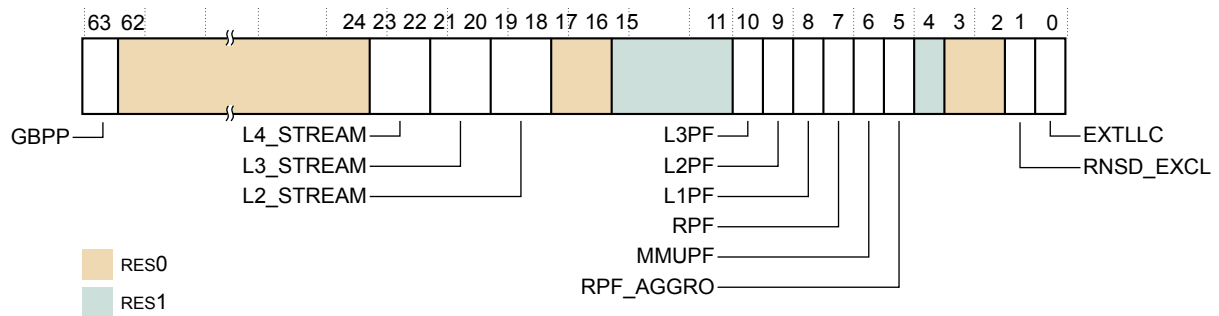 63 62 24 23 22 21 20 19 18 17 16 15 11 10 9 8 7 6 5 4 3 2 1 0
GBPP L4_STREAM L3PF EXTLLC
L3_STREAM L2PF RNSD_EXCL
L2_STREAM L1PF
RPF
MMUPF
RES0
RPF_AGGRO
RES1